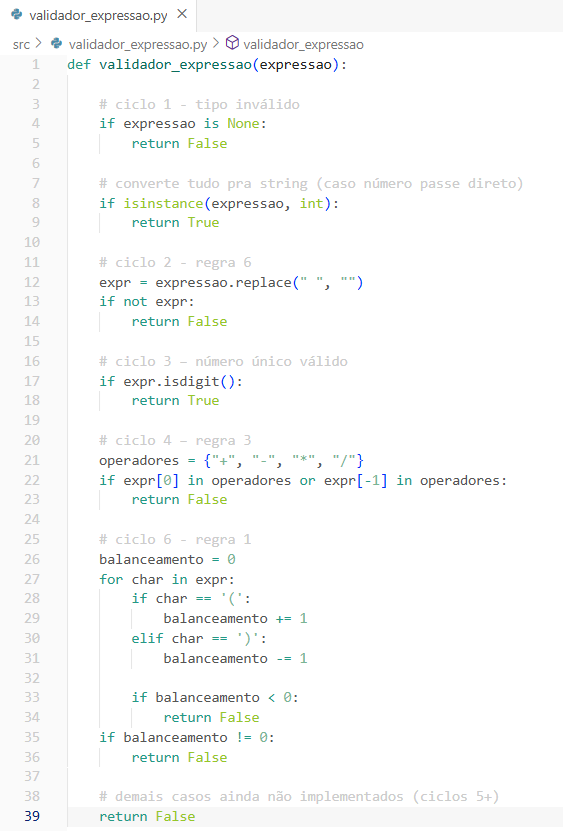 validador_expressao.py ×
src > validador_expressao.py > validador_expressao
1 def validador_expressao(expressao):
2
3     # ciclo 1 - tipo inválido
4     if expressao is None:
5         return False
6
7     # converte tudo pra string (caso número passe direto)
8     if isinstance(expressao, int):
9         return True
10
11     # ciclo 2 - regra 6
12     expr = expressao.replace(" ", "")
13     if not expr:
14         return False
15
16     # ciclo 3 – número único válido
17     if expr.isdigit():
18         return True
19
20     # ciclo 4 – regra 3
21     operadores = {"+", "-", "*", "/"}
22     if expr[0] in operadores or expr[-1] in operadores:
23         return False
24
25     # ciclo 6 - regra 1
26     balanceamento = 0
27     for char in expr:
28         if char == '(':
29             balanceamento += 1
30         elif char == ')':
31             balanceamento -= 1
32
33         if balanceamento < 0:
34             return False
35     if balanceamento != 0:
36         return False
37
38     # demais casos ainda não implementados (ciclos 5+)
39     return False